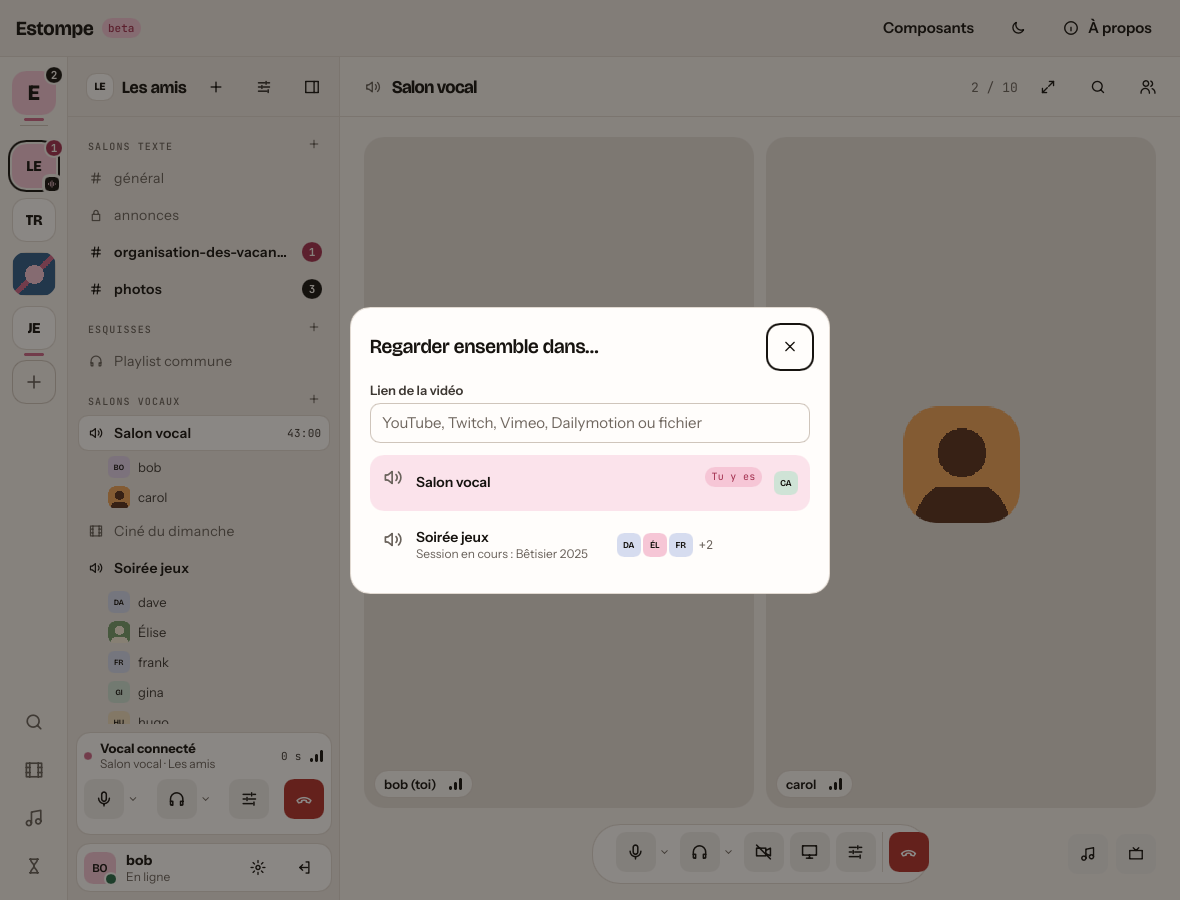 Estompe beta
Composants
À propos
E 2
LE 1
TR
JE
LE Les amis
SALONS TEXTE
général
annonces
organisation-des-vacan... 1
photos 3
ESQUISSES
Playlist commune
SALONS VOCAUX
Salon vocal 43:00
BO bob
carol
Ciné du dimanche
Soirée jeux
DA dave
Élise
FR frank
GI gina
HU hugo
Vocal connecté
Salon vocal · Les amis
0 s
BO bob
En ligne
Salon vocal
2 / 10
Regarder ensemble dans...
Lien de la vidéo
YouTube, Twitch, Vimeo, Dailymotion ou fichier
Salon vocal
Tu y es
CA
Soirée jeux
Session en cours : Bêtisier 2025
DA ÉL FR +2
bob (toi)
carol